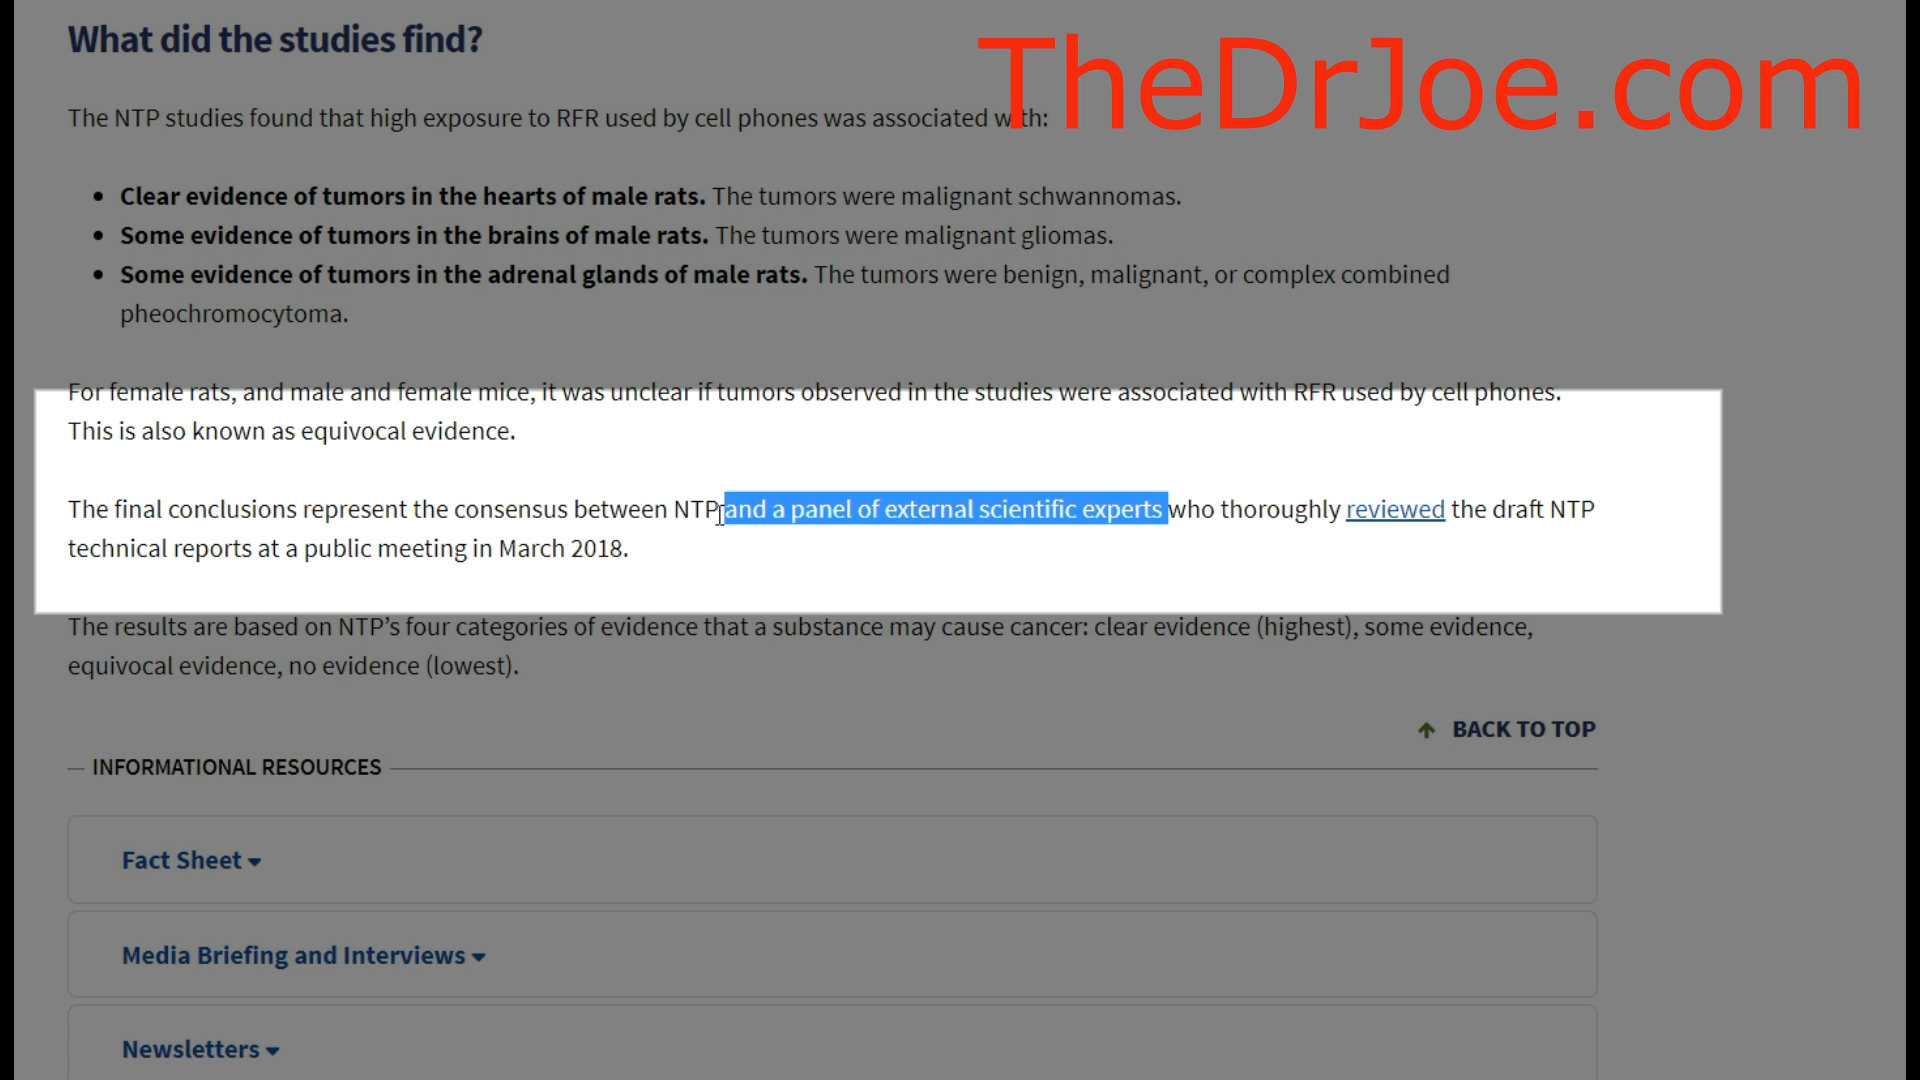 What did the studies find?
TheDrJoe.com
The NTP studies found that high exposure to RFR used by cell phones was associated with:
• Clear evidence of tumors in the hearts of male rats. The tumors were malignant schwannomas.
• Some evidence of tumors in the brains of male rats. The tumors were malignant gliomas.
• Some evidence of tumors in the adrenal glands of male rats. The tumors were benign, malignant, or complex combined
pheochromocytoma.
For female rats, and male and female mice, it was unclear if tumors observed in the studies were associated with RFR used by cell phones.
This is also known as equivocal evidence.
The final conclusions represent the consensus between NTP and a panel of external scientific experts who thoroughly reviewed the draft NTP
technical reports at a public meeting in March 2018.
The results are based on NTP’s four categories of evidence that a substance may cause cancer: clear evidence (highest), some evidence,
equivocal evidence, no evidence (lowest).
BACK TO TOP
INFORMATIONAL RESOURCES
Fact Sheet
Media Briefing and Interviews
Newsletters